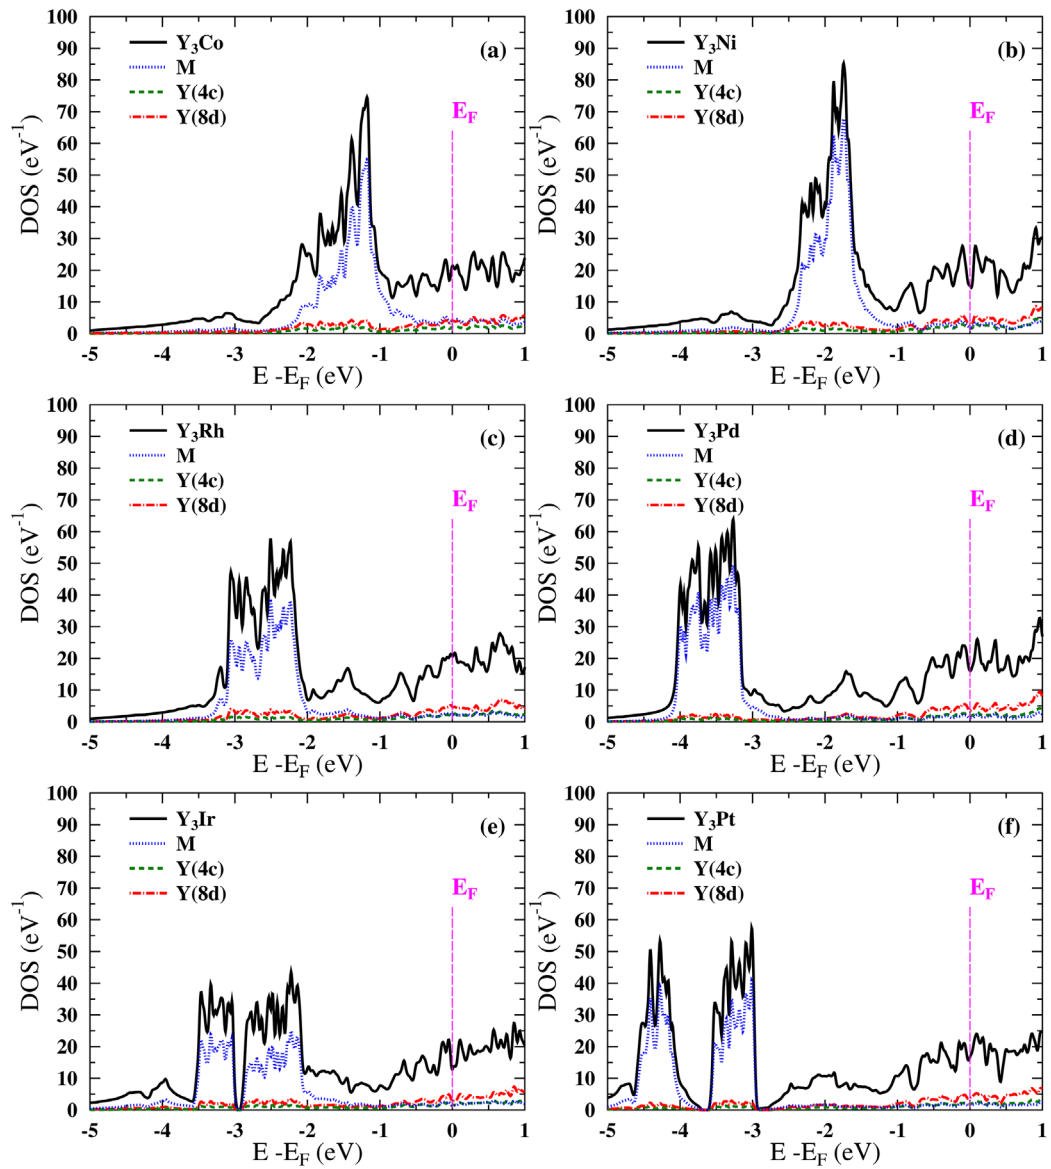 100
90
80
70
60
50
40
30
20
10
0
DOS (eV⁻¹)
Y₃Co
M
Y(4c)
Y(8d)
(a)
E_F
-5 -4 -3 -2 -1 0 1
E -E_F (eV)
100
90
80
70
60
50
40
30
20
10
0
DOS (eV⁻¹)
Y₃Ni
M
Y(4c)
Y(8d)
(b)
E_F
-5 -4 -3 -2 -1 0 1
E -E_F (eV)
100
90
80
70
60
50
40
30
20
10
0
DOS (eV⁻¹)
Y₃Rh
M
Y(4c)
Y(8d)
(c)
E_F
-5 -4 -3 -2 -1 0 1
E -E_F (eV)
100
90
80
70
60
50
40
30
20
10
0
DOS (eV⁻¹)
Y₃Pd
M
Y(4c)
Y(8d)
(d)
E_F
-5 -4 -3 -2 -1 0 1
E -E_F (eV)
100
90
80
70
60
50
40
30
20
10
0
DOS (eV⁻¹)
Y₃Ir
M
Y(4c)
Y(8d)
(e)
E_F
-5 -4 -3 -2 -1 0 1
E -E_F (eV)
100
90
80
70
60
50
40
30
20
10
0
DOS (eV⁻¹)
Y₃Pt
M
Y(4c)
Y(8d)
(f)
E_F
-5 -4 -3 -2 -1 0 1
E -E_F (eV)